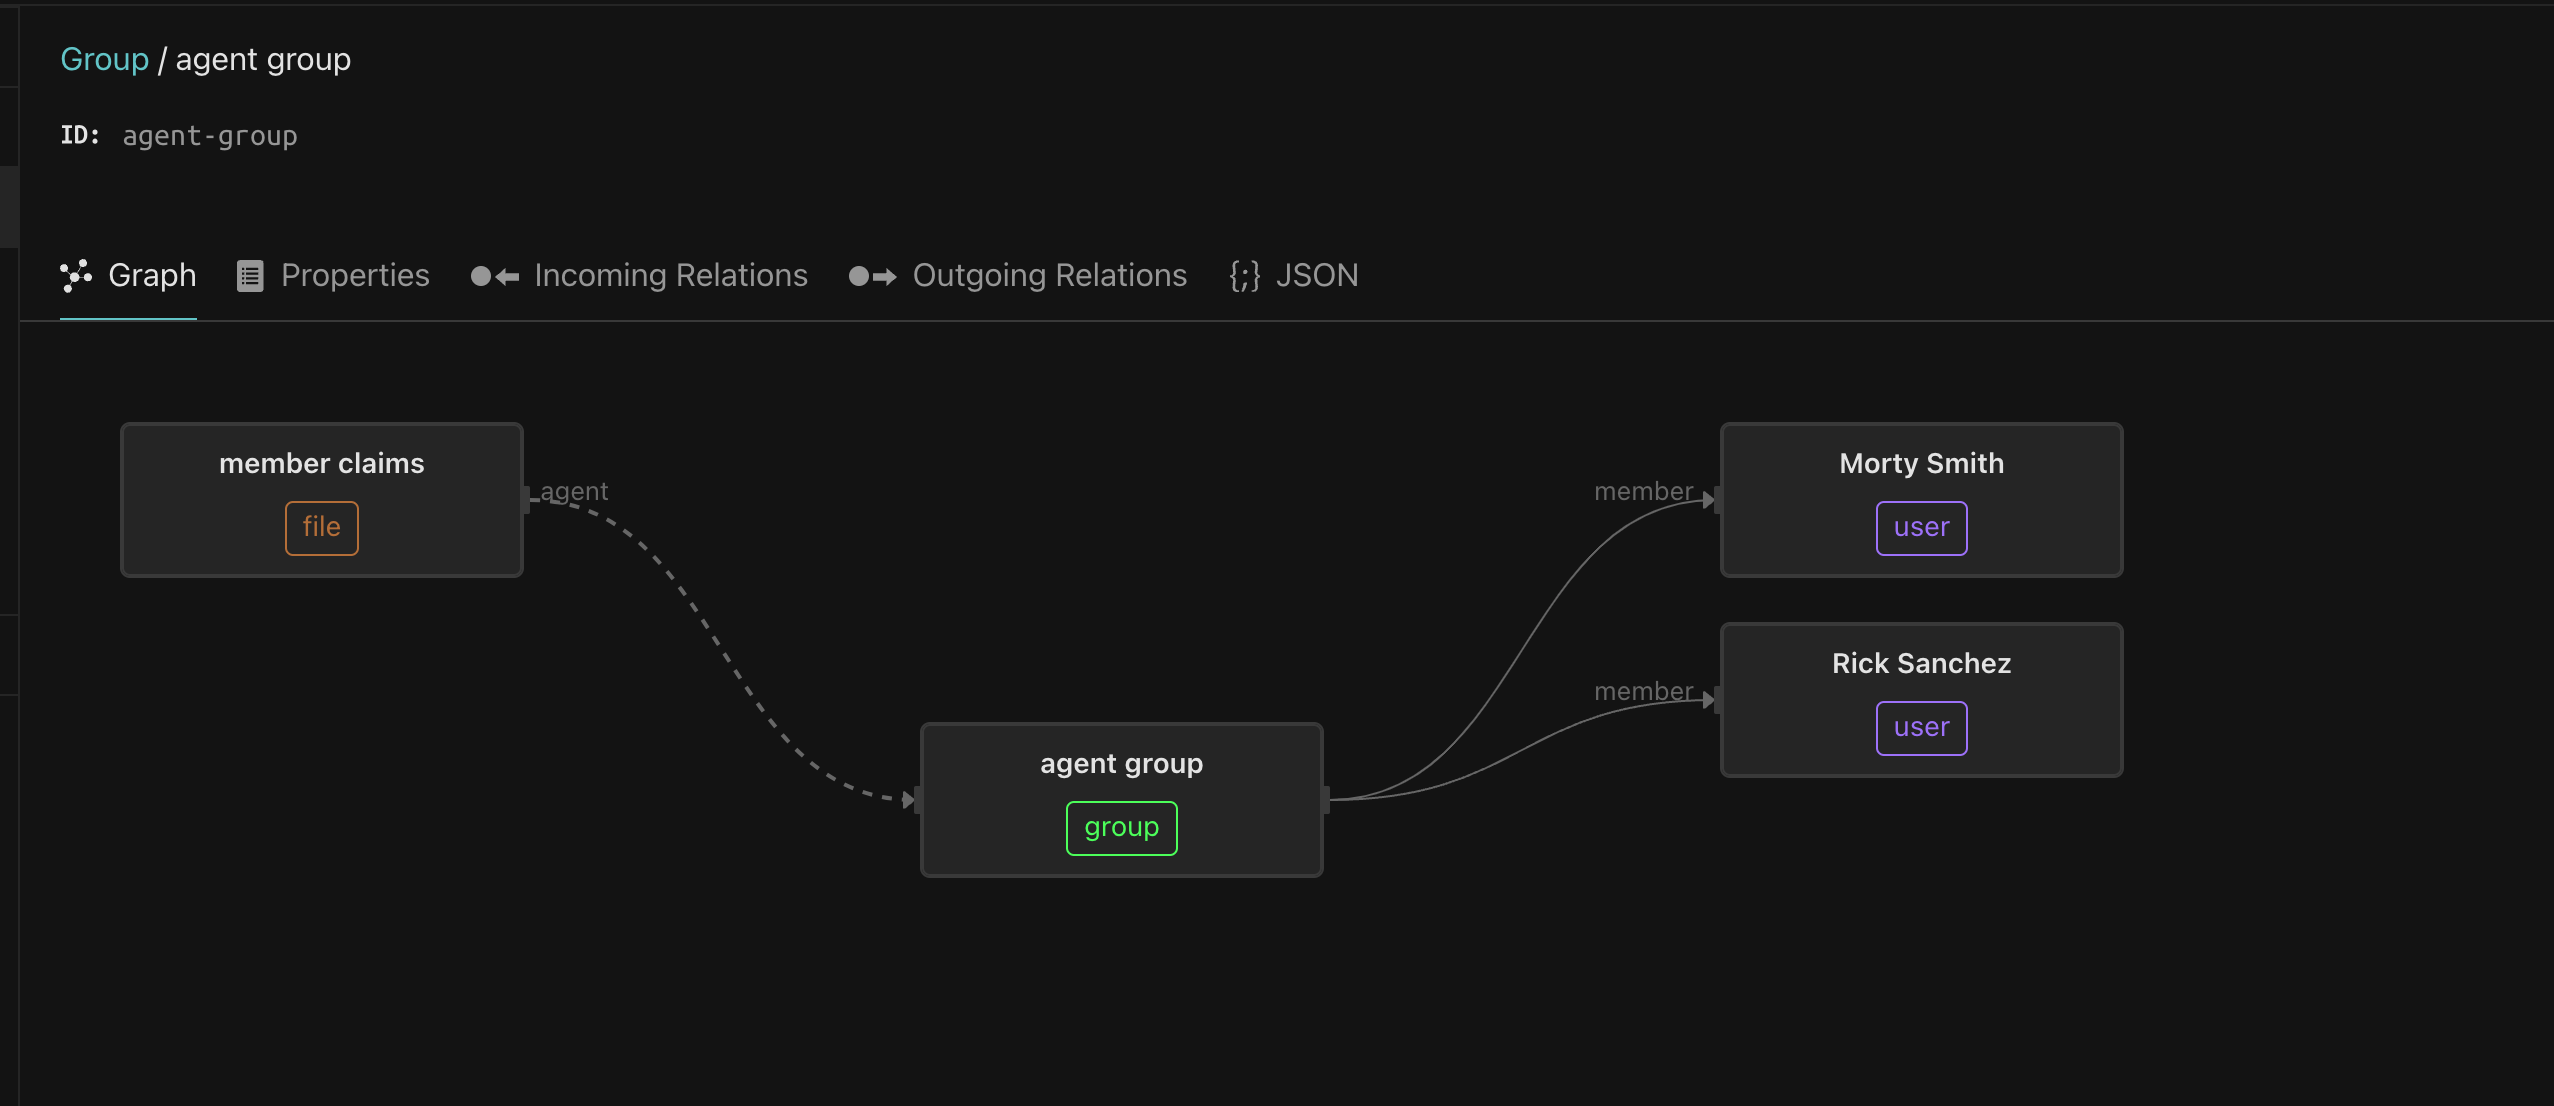 Group / agent group
ID: agent-group
Graph Properties Incoming Relations Outgoing Relations {;} JSON
member claims
file
agent
agent group
group
member
Morty Smith
user
member
Rick Sanchez
user